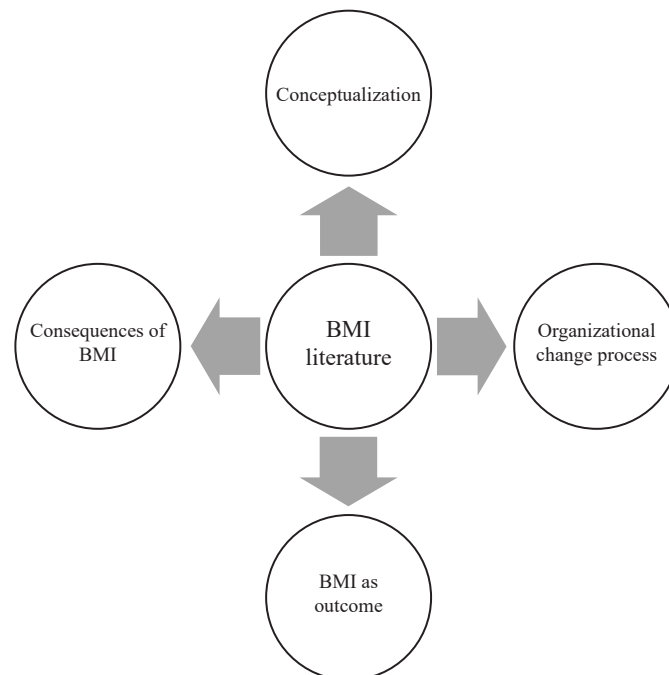 Conceptualization
Consequences of
BMI
BMI
literature
Organizational
change process
BMI as
outcome